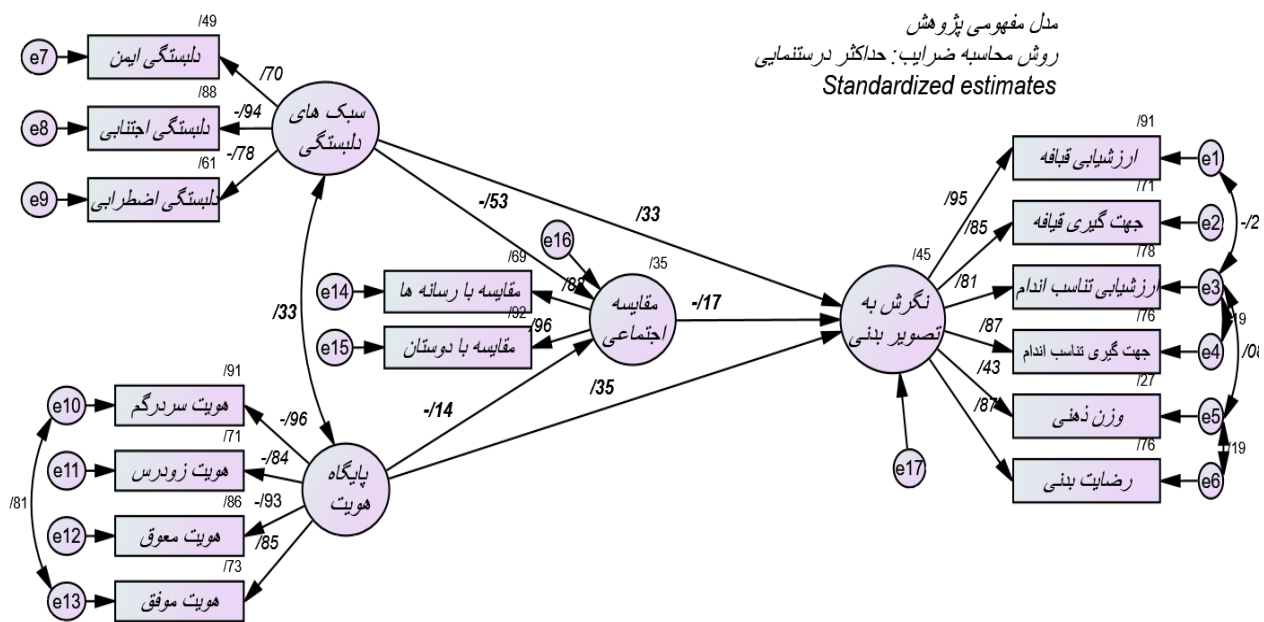 مدل مفهومی پژوهش
روش محاسبه ضرایب: حداکثر درستنمایی
Standardized estimates
/49
e7
دلبستگی ایمن
/70
/88
e8
دلبستگی اجتنابی
-/94
/61
e9
دلبستگی اضطرابی
-/78
سبک های
دلبستگی
-/53
/33
/33
e16
/69
e14
مقایسه با رسانه ها
/92
e15
مقایسه با دوستان
/96
/35
مقایسه
اجتماعی
-/17
-/14
/35
/91
e10
هویت سردرگم
-/96
/71
e11
هویت زودرس
-/84
/86
e12
هویت معوق
-/93
/73
e13
هویت موفق
/85
/81
پایگاه
هویت
/45
نگرش به
تصویر بدنی
e17
/91
ارزشیابی قیافه
e1
/95
/71
جهت گیری قیافه
e2
/85
-/2
/78
ارزشیابی تناسب اندام
e3
/81
/76
جهت گیری تناسب اندام
e4
/87
/27
وزن ذهنی
e5
/43
/76
رضایت بدنی
e6
/87
/19